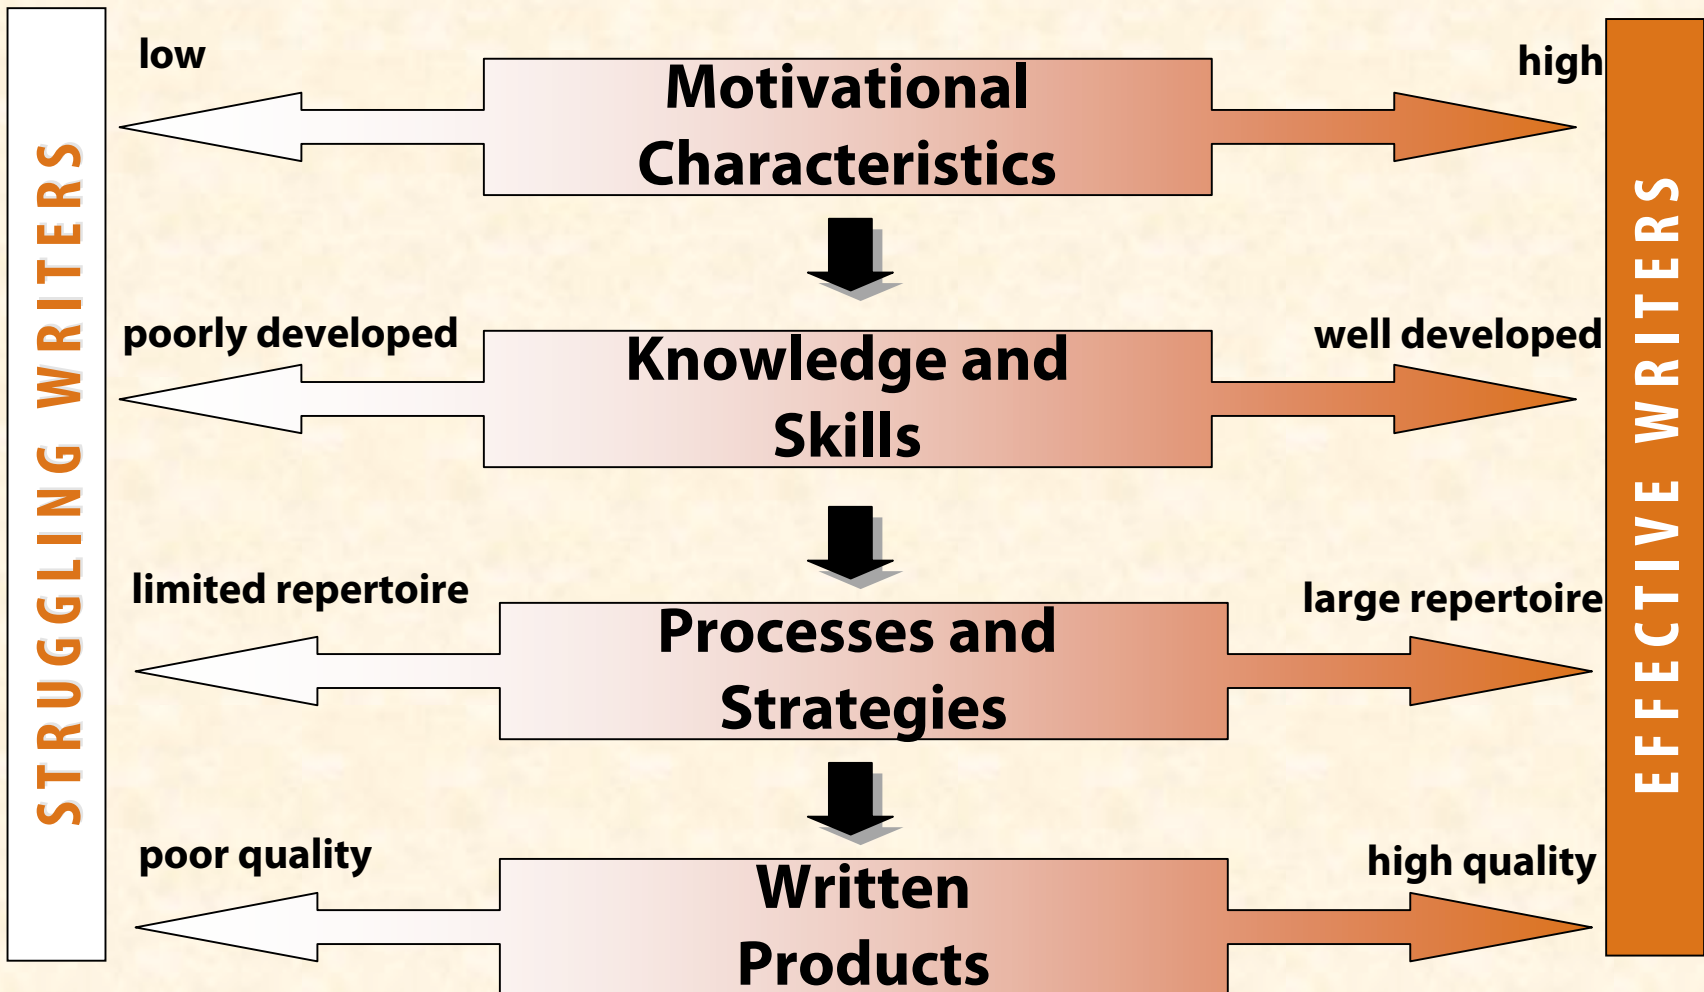 STRUGGLING WRITERS
low
Motivational
Characteristics
high
poorly developed
Knowledge and
Skills
well developed
limited repertoire
Processes and
Strategies
large repertoire
poor quality
Written
Products
high quality
EFFECTIVE WRITERS